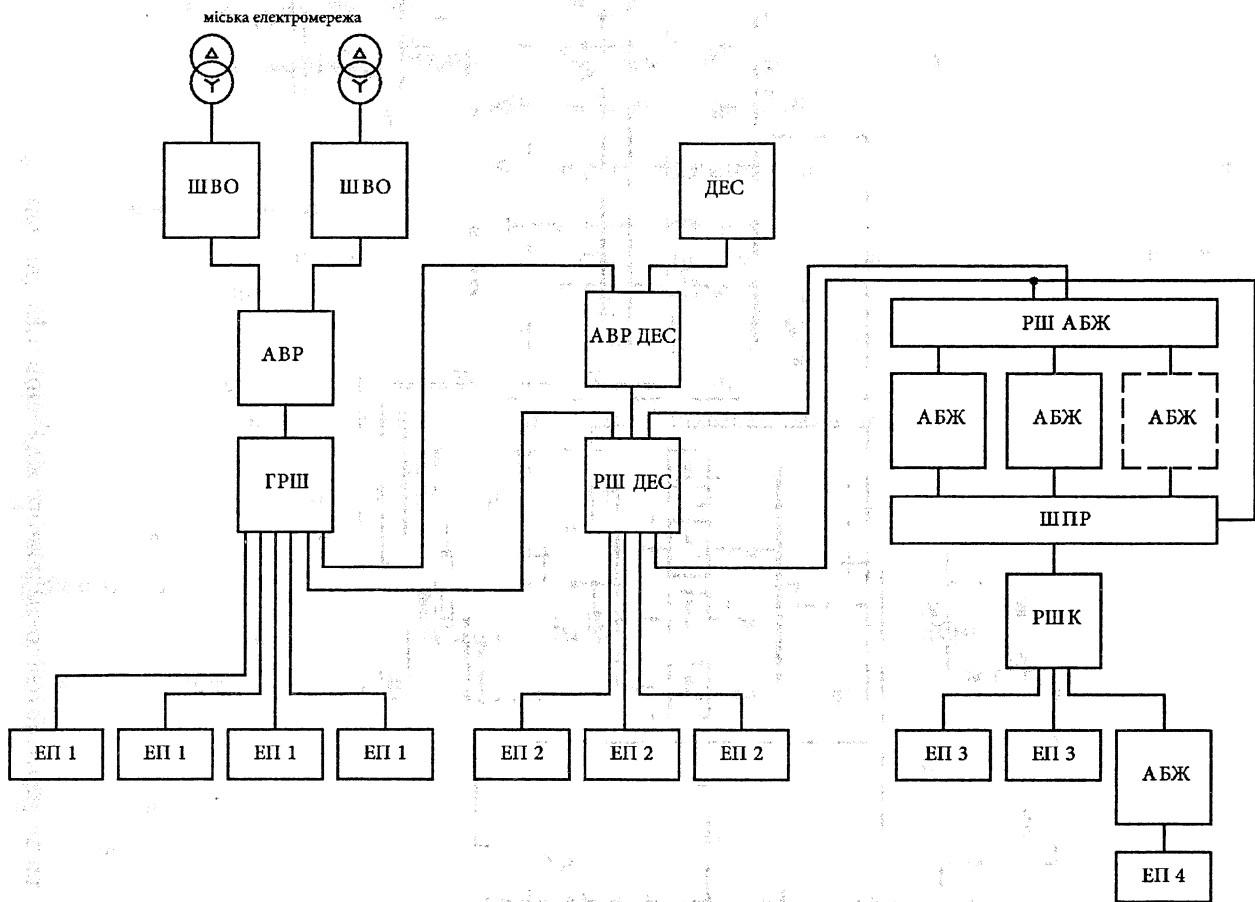 міська електромережа
ШВО
ШВО
ДЕС
АВР
АВР ДЕС
РШ АБЖ
АБЖ
АБЖ
АБЖ
ГРШ
РШ ДЕС
ШПР
РШК
ЕП 1
ЕП 1
ЕП 1
ЕП 1
ЕП 2
ЕП 2
ЕП 2
ЕП 3
ЕП 3
АБЖ
ЕП 4